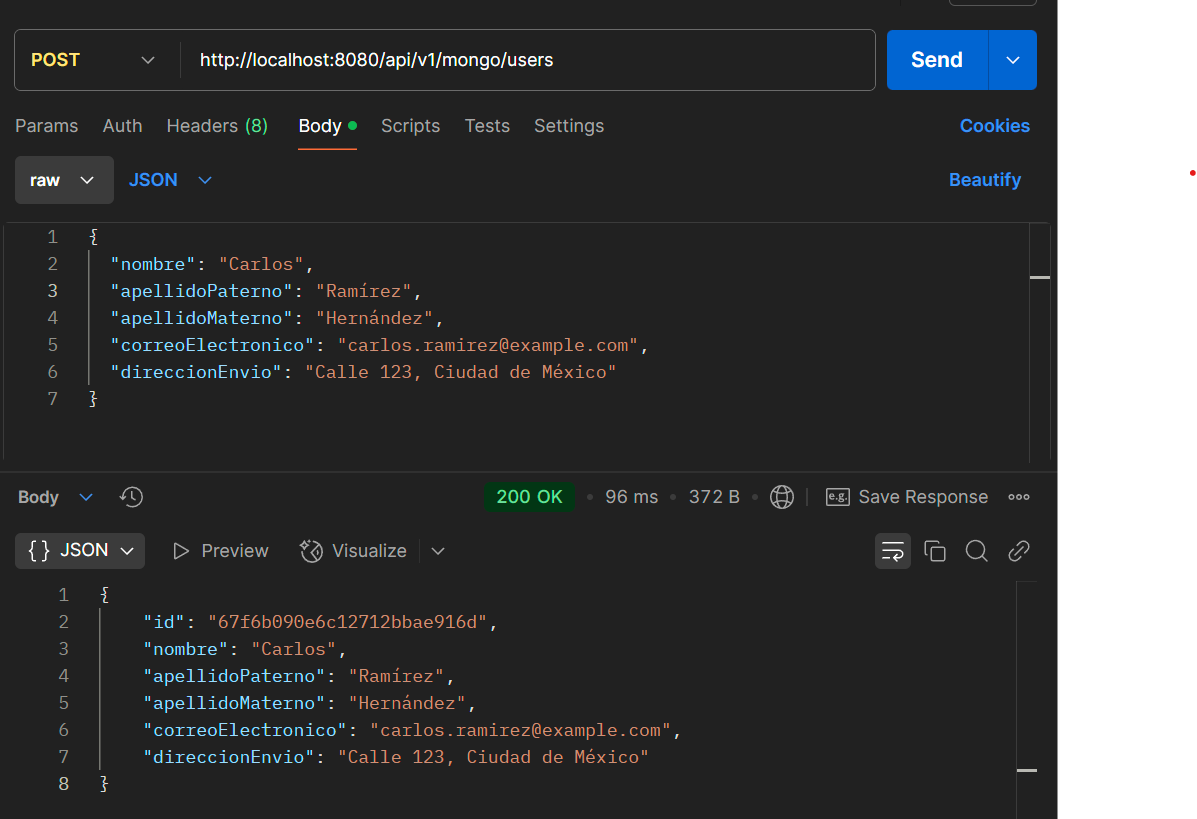 POST http://localhost:8080/api/v1/mongo/users Send
Params Auth Headers (8) Body Scripts Tests Settings Cookies
raw JSON Beautify
1 {
2 "nombre": "Carlos",
3 "apellidoPaterno": "Ramírez",
4 "apellidoMaterno": "Hernández",
5 "correoElectronico": "carlos.ramirez@example.com",
6 "direccionEnvio": "Calle 123, Ciudad de México"
7 }
Body 200 OK • 96 ms • 372 B • e.g. Save Response
{} JSON Preview Visualize
1 {
2 "id": "67f6b090e6c12712bbae916d",
3 "nombre": "Carlos",
4 "apellidoPaterno": "Ramírez",
5 "apellidoMaterno": "Hernández",
6 "correoElectronico": "carlos.ramirez@example.com",
7 "direccionEnvio": "Calle 123, Ciudad de México"
8 }